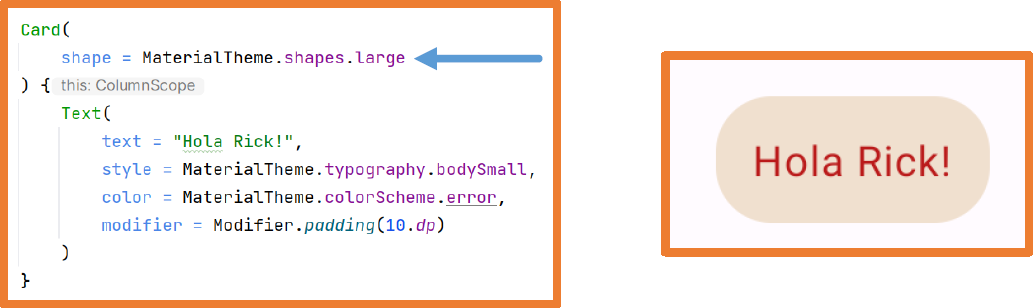 Card(
shape = MaterialTheme.shapes.large
) { this: ColumnScope
Text(
text = "Hola Rick!",
style = MaterialTheme.typography.bodySmall,
color = MaterialTheme.colorScheme.error,
modifier = Modifier.padding(10.dp)
)
}
Hola Rick!